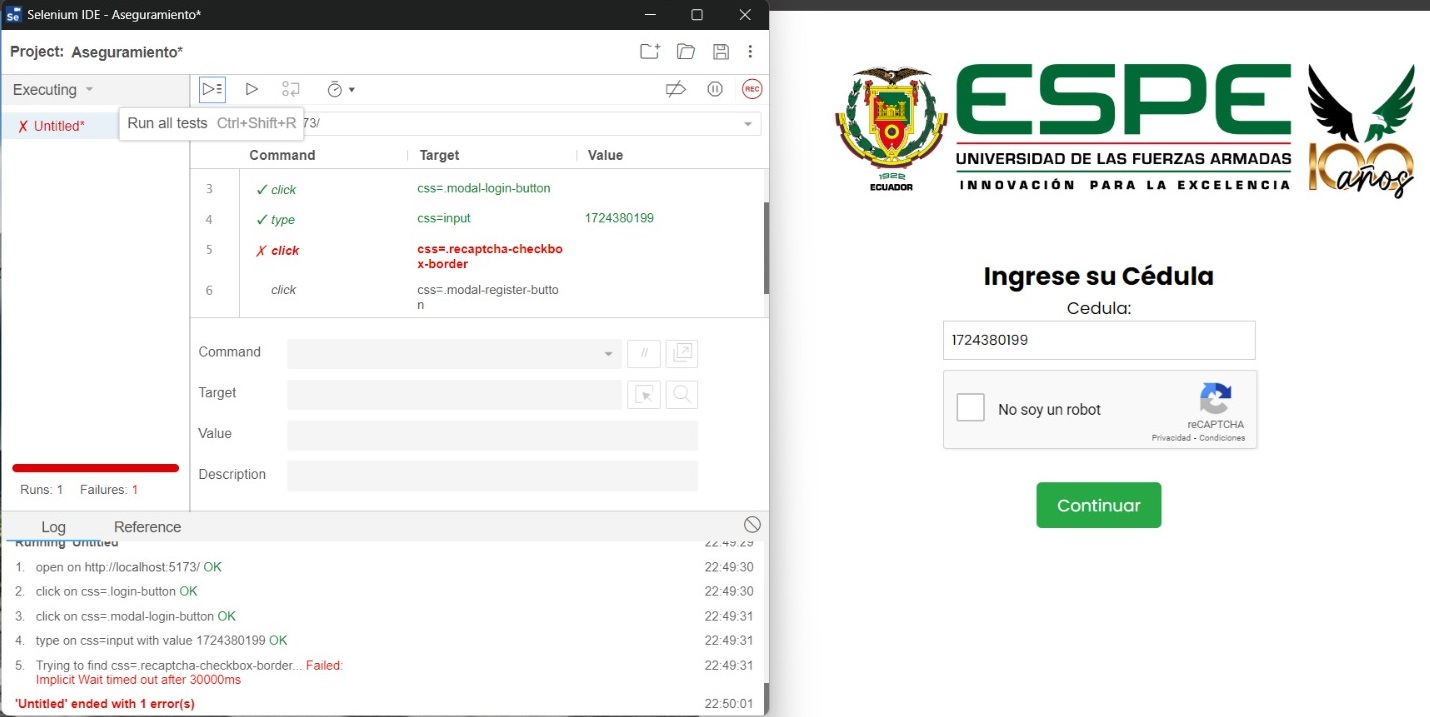 Selenium IDE - Aseguramiento*
Project: Aseguramiento*
Executing
✗ Untitled*
Run all tests Ctrl+Shift+R
73/
REC
Command Target Value
3 ✓ click css=.modal-login-button
4 ✓ type css=input 1724380199
5 ✗ click css=.recaptcha-checkbo
x-border
6 click css=.modal-register-butto
n
Command
//
Target
Value
Description
Runs: 1 Failures: 1
Log Reference
Running 'Untitled' 22:49:29
1. open on http://localhost:5173/ OK 22:49:30
2. click on css=.login-button OK 22:49:30
3. click on css=.modal-login-button OK 22:49:31
4. type on css=input with value 1724380199 OK 22:49:31
5. Trying to find css=.recaptcha-checkbox-border... Failed: 22:49:31
Implicit Wait timed out after 30000ms
'Untitled' ended with 1 error(s) 22:50:01
ESPE
UNIVERSIDAD DE LAS FUERZAS ARMADAS
INNOVACIÓN PARA LA EXCELENCIA
1922
ECUADOR
100
años
Ingrese su Cédula
Cedula:
1724380199
No soy un robot
reCAPTCHA
Privacidad - Condiciones
Continuar